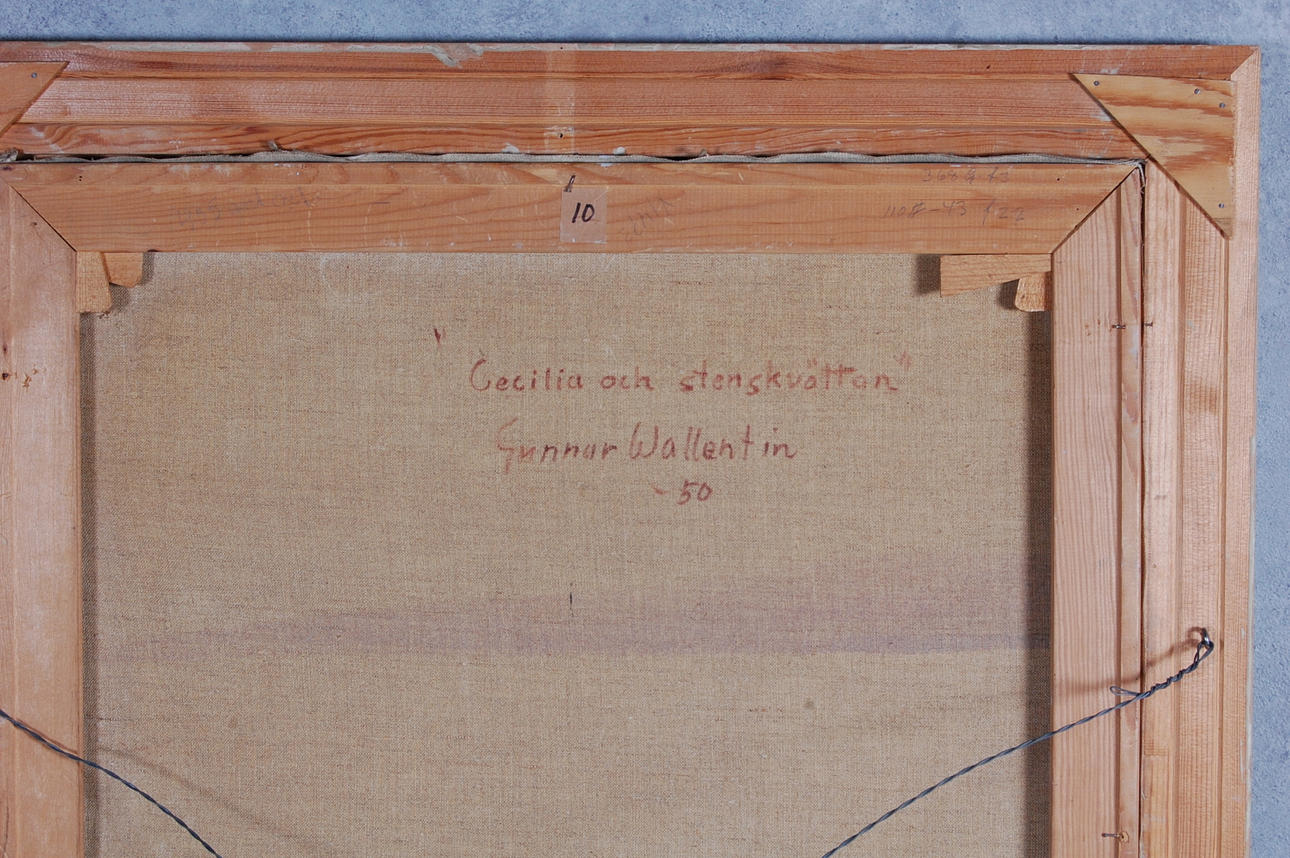 10
"Cecilia och stenskvättan"
Gunnar Wallentin
-50